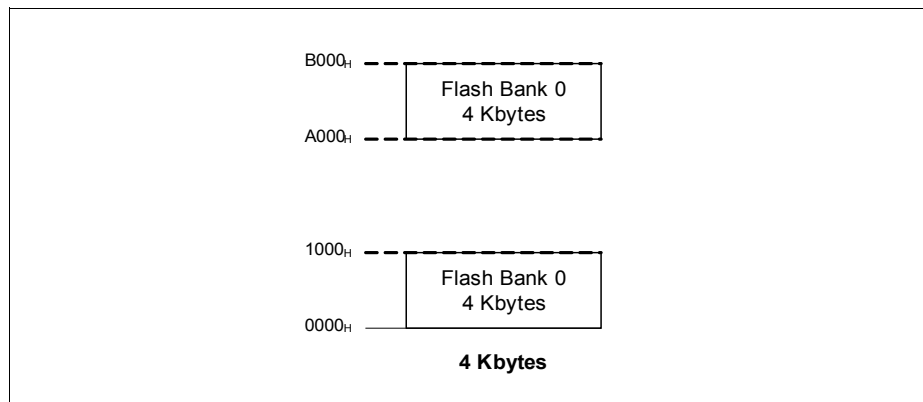 B000H
Flash Bank 0
4 Kbytes
A000H
1000H
Flash Bank 0
4 Kbytes
0000H
4 Kbytes